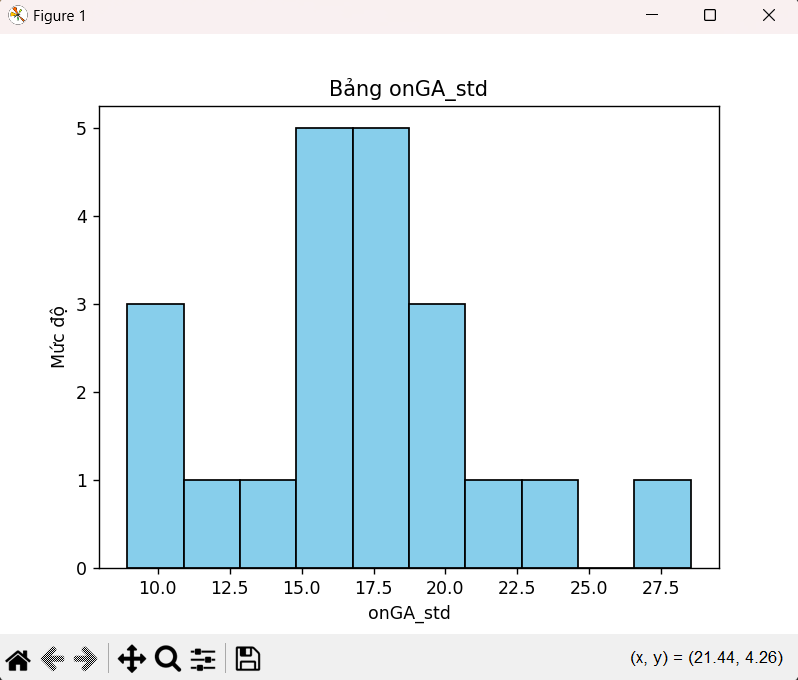 Figure 1
Bảng onGA_std
5
4
3
2
1
0
Mức độ
10.0 12.5 15.0 17.5 20.0 22.5 25.0 27.5
onGA_std
(x, y) = (21.44, 4.26)